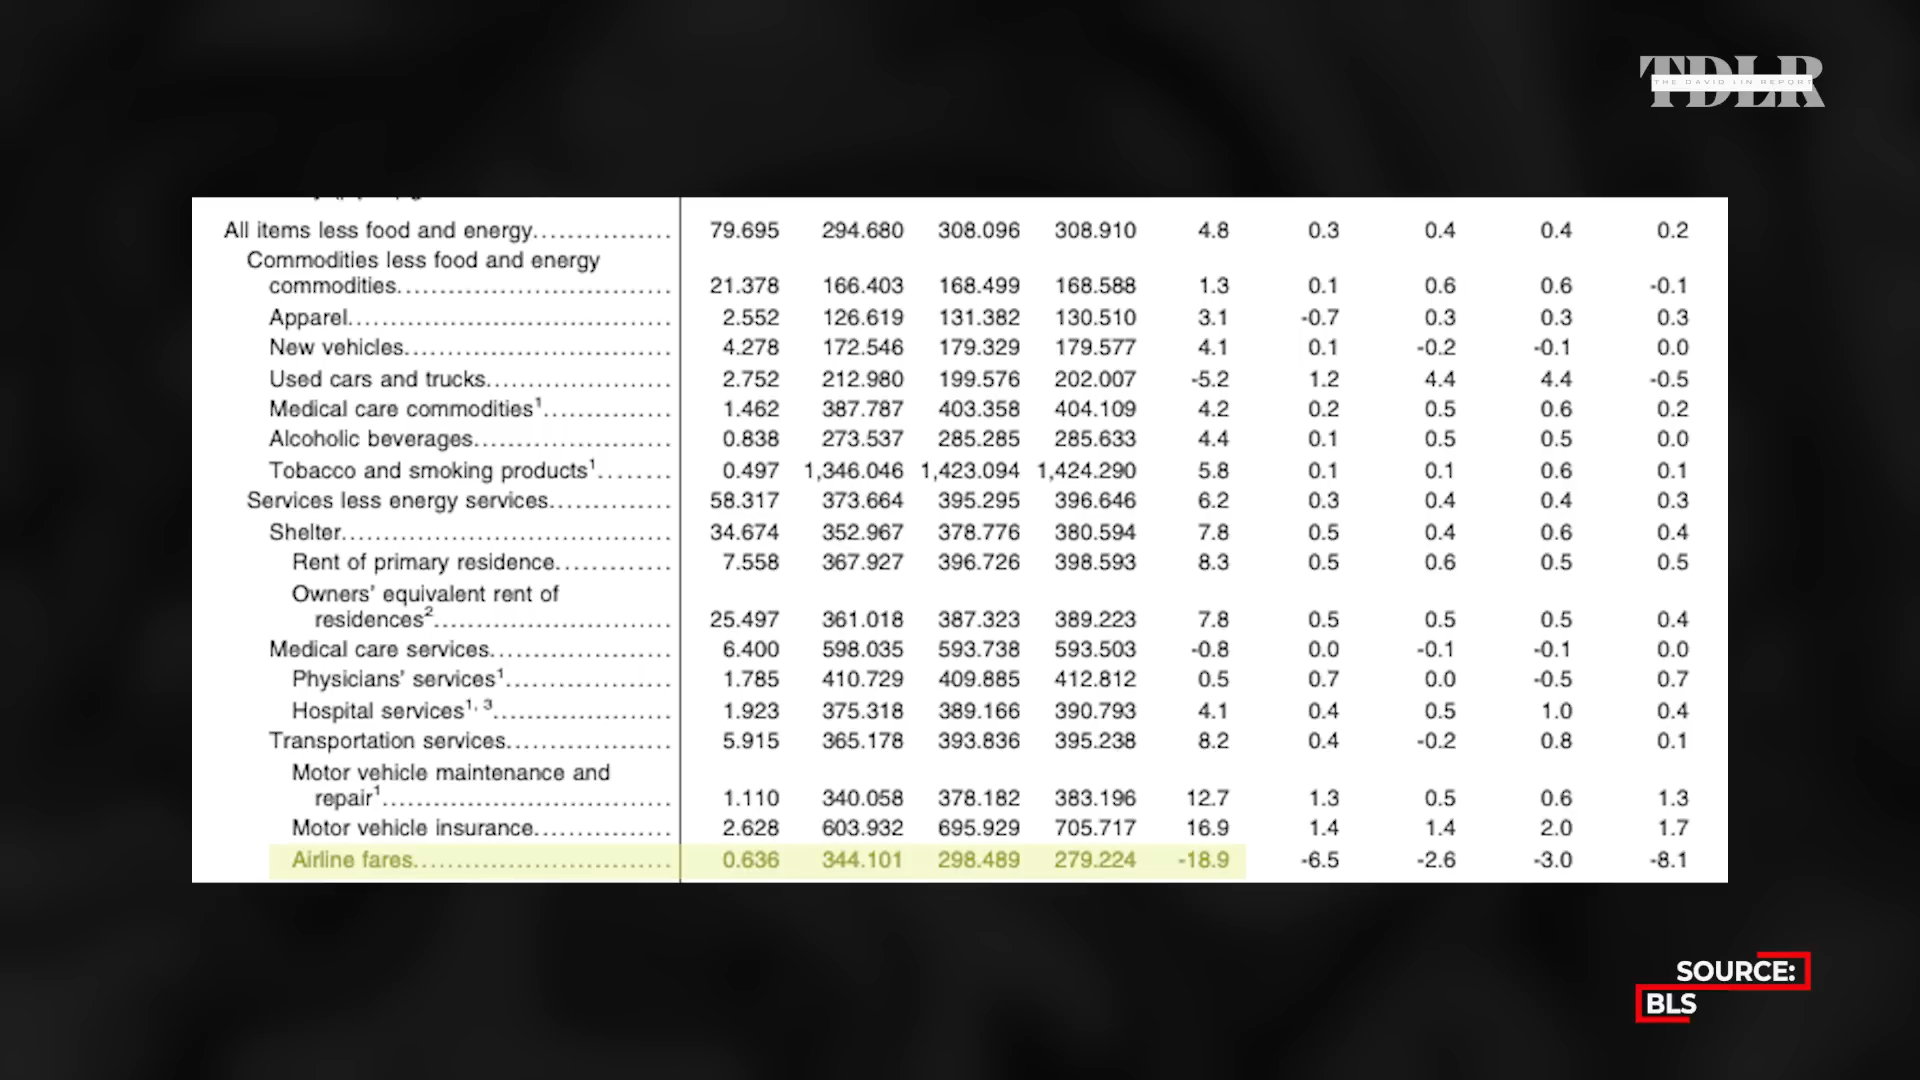 TDLR
THE DAVID LIN REPORT
All items less food and energy................ 79.695 294.680 308.096 308.910 4.8 0.3 0.4 0.4 0.2
Commodities less food and energy
commodities................................ 21.378 166.403 168.499 168.588 1.3 0.1 0.6 0.6 -0.1
Apparel..................................... 2.552 126.619 131.382 130.510 3.1 -0.7 0.3 0.3 0.3
New vehicles............................... 4.278 172.546 179.329 179.577 4.1 0.1 -0.2 -0.1 0.0
Used cars and trucks...................... 2.752 212.980 199.576 202.007 -5.2 1.2 4.4 4.4 -0.5
Medical care commodities¹............... 1.462 387.787 403.358 404.109 4.2 0.2 0.5 0.6 0.2
Alcoholic beverages....................... 0.838 273.537 285.285 285.633 4.4 0.1 0.5 0.5 0.0
Tobacco and smoking products¹........ 0.497 1,346.046 1,423.094 1,424.290 5.8 0.1 0.1 0.6 0.1
Services less energy services.............. 58.317 373.664 395.295 396.646 6.2 0.3 0.4 0.4 0.3
Shelter...................................... 34.674 352.967 378.776 380.594 7.8 0.5 0.4 0.6 0.4
Rent of primary residence............. 7.558 367.927 396.726 398.593 8.3 0.5 0.6 0.5 0.5
Owners’ equivalent rent of
residences²........................... 25.497 361.018 387.323 389.223 7.8 0.5 0.5 0.5 0.4
Medical care services..................... 6.400 598.035 593.738 593.503 -0.8 0.0 -0.1 -0.1 0.0
Physicians’ services¹.................... 1.785 410.729 409.885 412.812 0.5 0.7 0.0 -0.5 0.7
Hospital services¹, ³..................... 1.923 375.318 389.166 390.793 4.1 0.4 0.5 1.0 0.4
Transportation services................... 5.915 365.178 393.836 395.238 8.2 0.4 -0.2 0.8 0.1
Motor vehicle maintenance and
repair¹................................. 1.110 340.058 378.182 383.196 12.7 1.3 0.5 0.6 1.3
Motor vehicle insurance................ 2.628 603.932 695.929 705.717 16.9 1.4 1.4 2.0 1.7
Airline fares.............................. 0.636 344.101 298.489 279.224 -18.9 -6.5 -2.6 -3.0 -8.1
SOURCE:
BLS